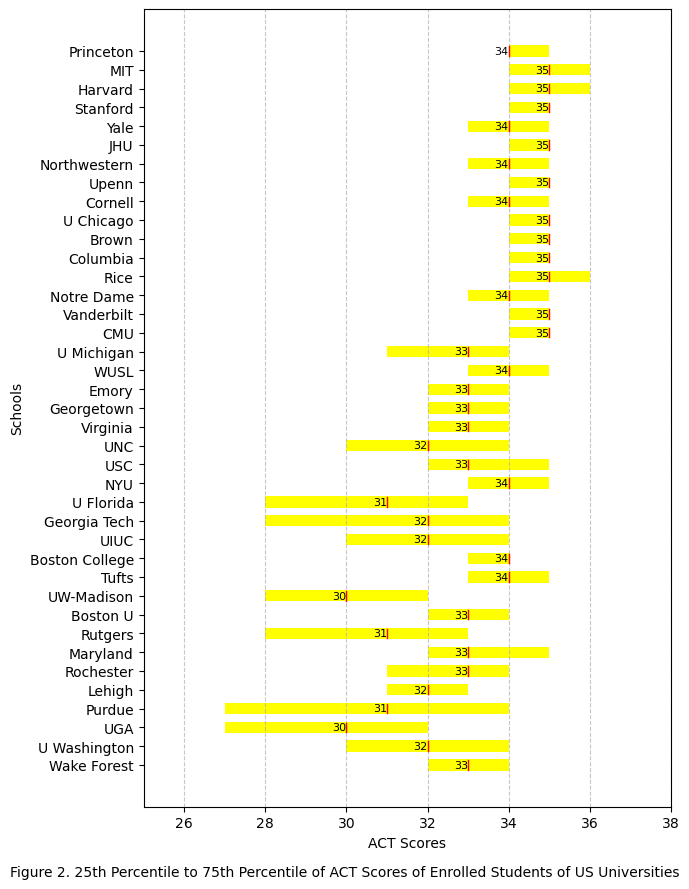 Princeton 34
MIT 35
Harvard 35
Stanford 35
Yale 34
JHU 35
Northwestern 34
Upenn 35
Cornell 34
U Chicago 35
Brown 35
Columbia 35
Rice 35
Notre Dame 34
Vanderbilt 35
CMU 35
U Michigan 33
WUSL 34
Emory 33
Georgetown 33
Virginia 33
UNC 32
USC 33
NYU 34
U Florida 31
Georgia Tech 32
UIUC 32
Boston College 34
Tufts 34
UW-Madison 30
Boston U 33
Rutgers 31
Maryland 33
Rochester 33
Lehigh 32
Purdue 31
UGA 30
U Washington 32
Wake Forest 33
Schools
26 28 30 32 34 36 38
ACT Scores
Figure 2. 25th Percentile to 75th Percentile of ACT Scores of Enrolled Students of US Universities